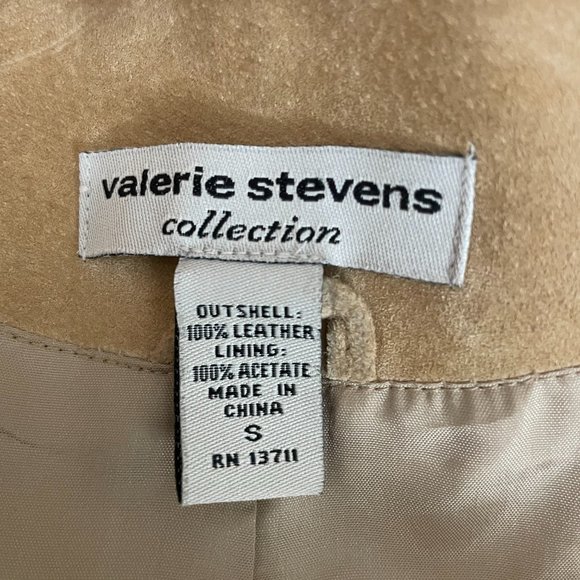 valerie stevens
collection
OUTSHELL:
100% LEATHER
LINING:
100% ACETATE
MADE IN
CHINA
S
RN 13711